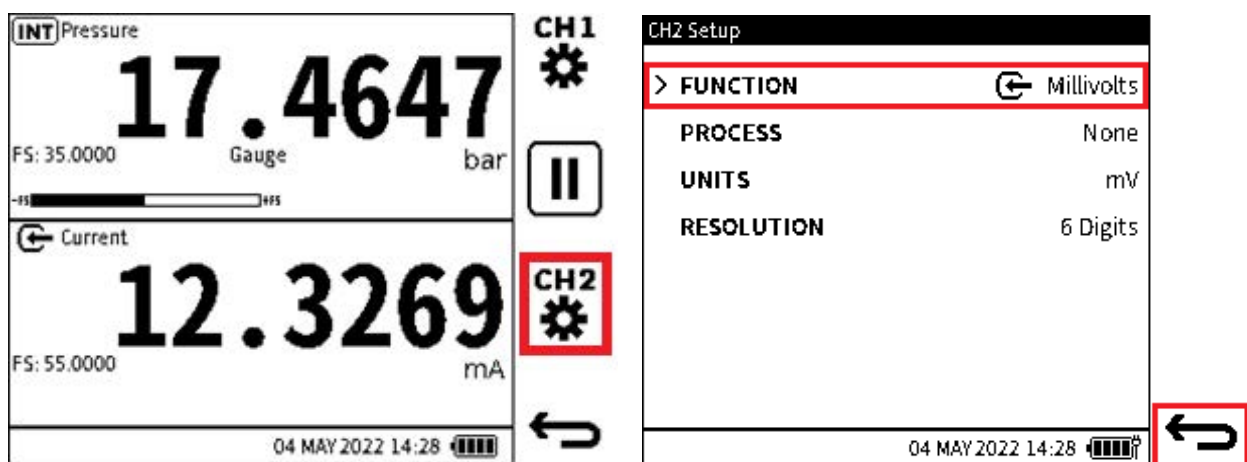 INT Pressure
CH1
17.4647
FS: 35.0000 Gauge bar
-FS +FS
Current
CH2
12.3269
FS: 55.0000 mA
04 MAY 2022 14:28
CH2 Setup
> FUNCTION Millivolts
PROCESS None
UNITS mV
RESOLUTION 6 Digits
04 MAY 2022 14:28